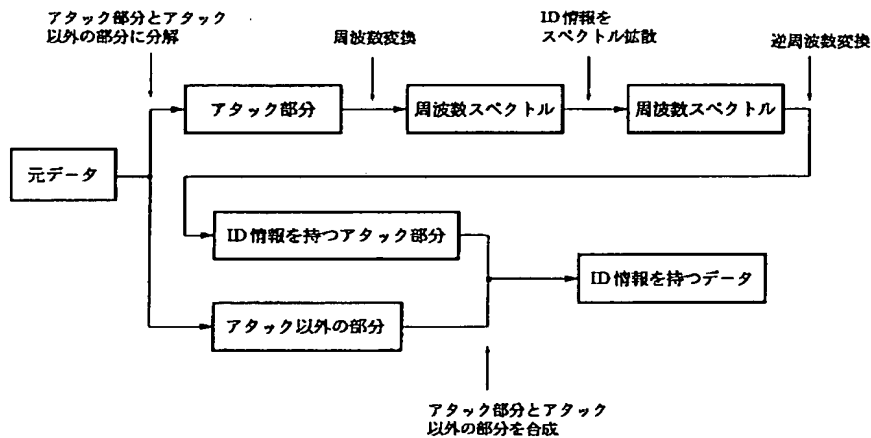 アタック部分とアタック
以外の部分に分解
周波数変換
ID情報を
スペクトル拡散
逆周波数変換
アタック部分
周波数スペクトル
周波数スペクトル
元データ
ID情報を持つアタック部分
ID情報を持つデータ
アタック以外の部分
アタック部分とアタック
以外の部分を合成